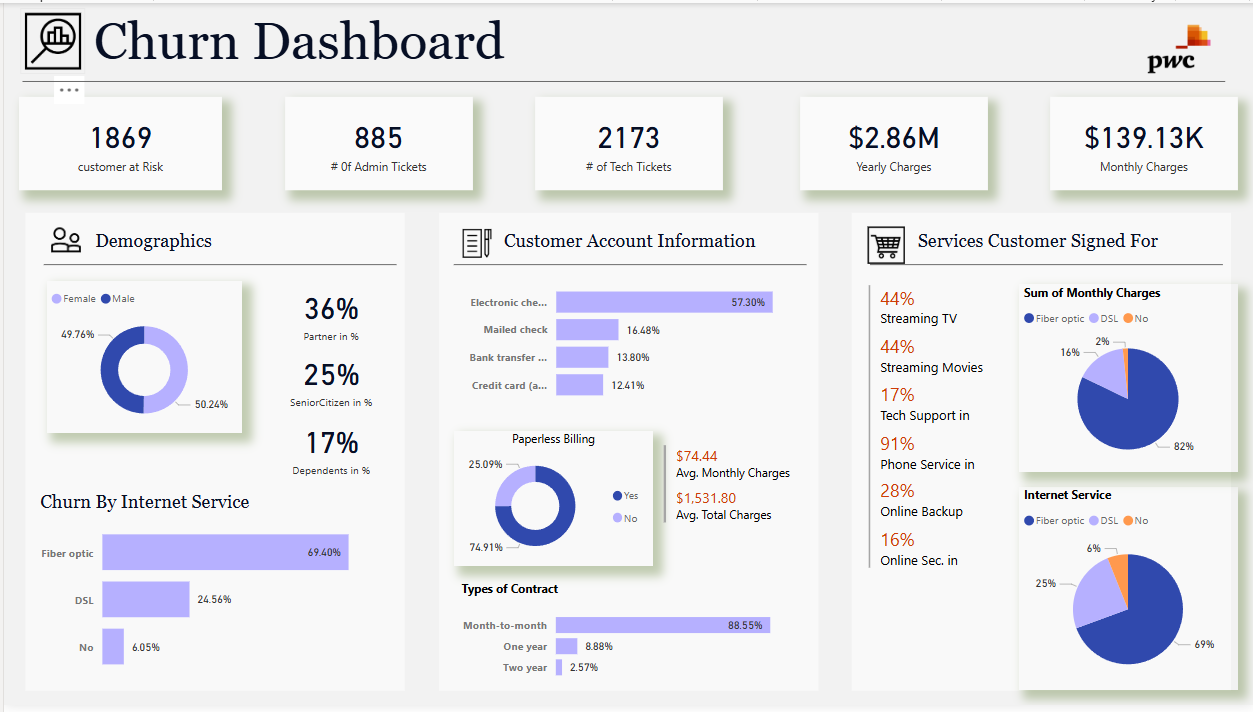 Churn Dashboard
pwc
1869
customer at Risk
885
# 0f Admin Tickets
2173
# of Tech Tickets
$2.86M
Yearly Charges
$139.13K
Monthly Charges
Demographics
Female Male
49.76%
50.24%
36%
Partner in %
25%
SeniorCitizen in %
17%
Dependents in %
Churn By Internet Service
Fiber optic 69.40%
DSL 24.56%
No 6.05%
Customer Account Information
Electronic che... 57.30%
Mailed check 16.48%
Bank transfer ... 13.80%
Credit card (a... 12.41%
Paperless Billing
25.09%
74.91%
Yes
No
$74.44
Avg. Monthly Charges
$1,531.80
Avg. Total Charges
Types of Contract
Month-to-month 88.55%
One year 8.88%
Two year 2.57%
Services Customer Signed For
44%
Streaming TV
44%
Streaming Movies
17%
Tech Support in
91%
Phone Service in
28%
Online Backup
16%
Online Sec. in
Sum of Monthly Charges
Fiber optic DSL No
2%
16%
82%
Internet Service
Fiber optic DSL No
6%
25%
69%